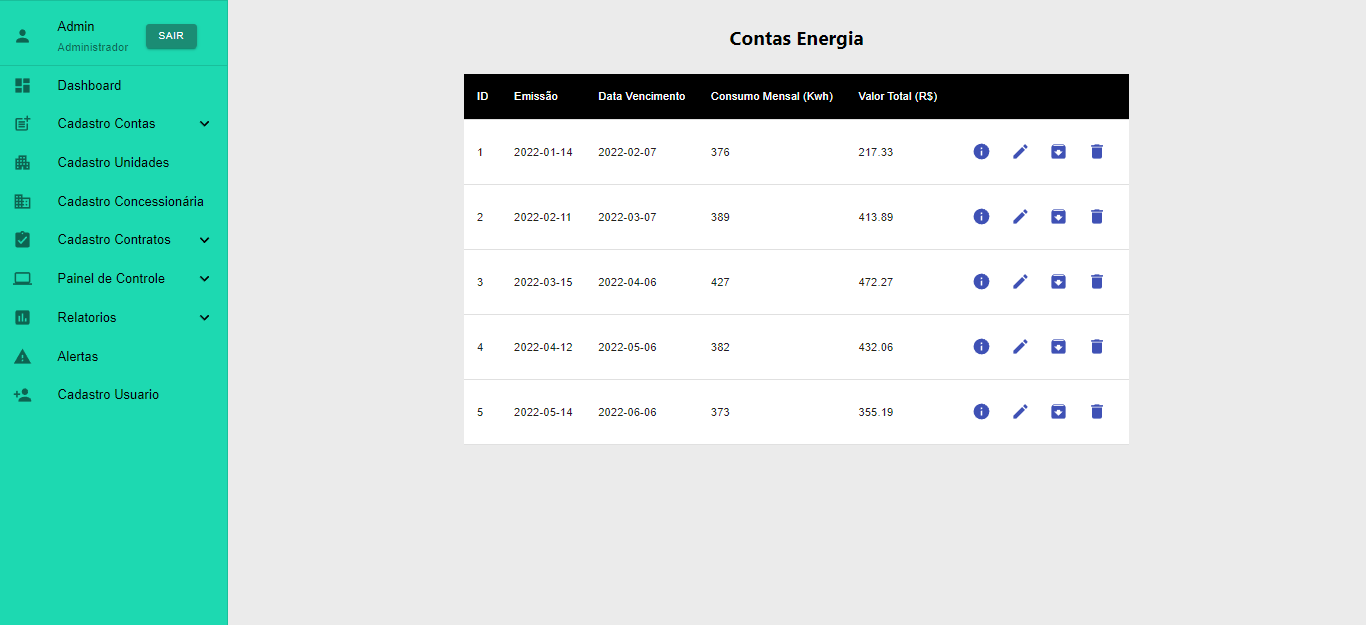 Admin
Administrador
SAIR
Dashboard
Cadastro Contas
Cadastro Unidades
Cadastro Concessionária
Cadastro Contratos
Painel de Controle
Relatorios
Alertas
Cadastro Usuario
Contas Energia
ID Emissão Data Vencimento Consumo Mensal (Kwh) Valor Total (R$)
1 2022-01-14 2022-02-07 376 217.33
2 2022-02-11 2022-03-07 389 413.89
3 2022-03-15 2022-04-06 427 472.27
4 2022-04-12 2022-05-06 382 432.06
5 2022-05-14 2022-06-06 373 355.19